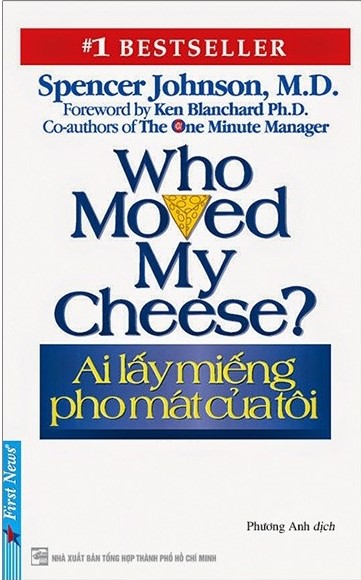 #1 BESTSELLER
Spencer Johnson, M.D.
Foreword by Ken Blanchard Ph.D.
Co-authors of The One Minute Manager
Who
Moved
My
Cheese?
Ai lấy miếng
pho mát của tôi
First News®
Phương Anh dịch
NHÀ XUẤT BẢN TỔNG HỢP THÀNH PHỐ HỒ CHÍ MINH